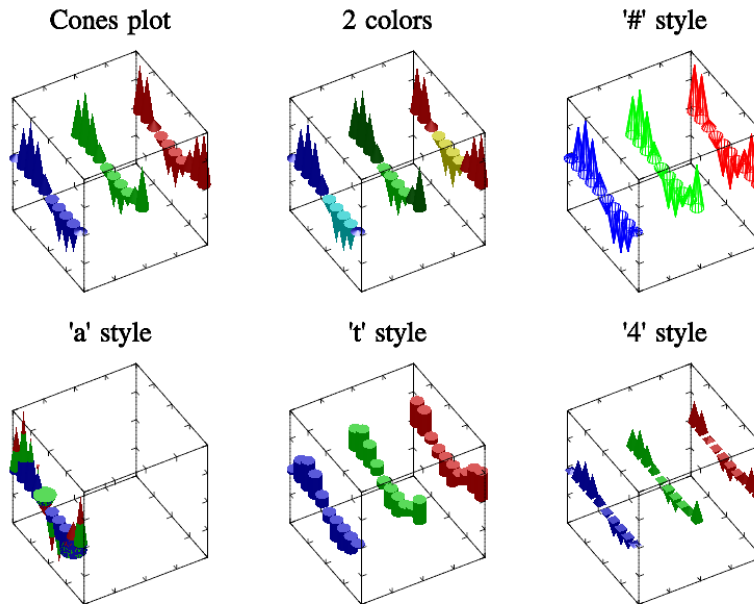 Cones plot
2 colors
'#' style
'a' style
't' style
'4' style